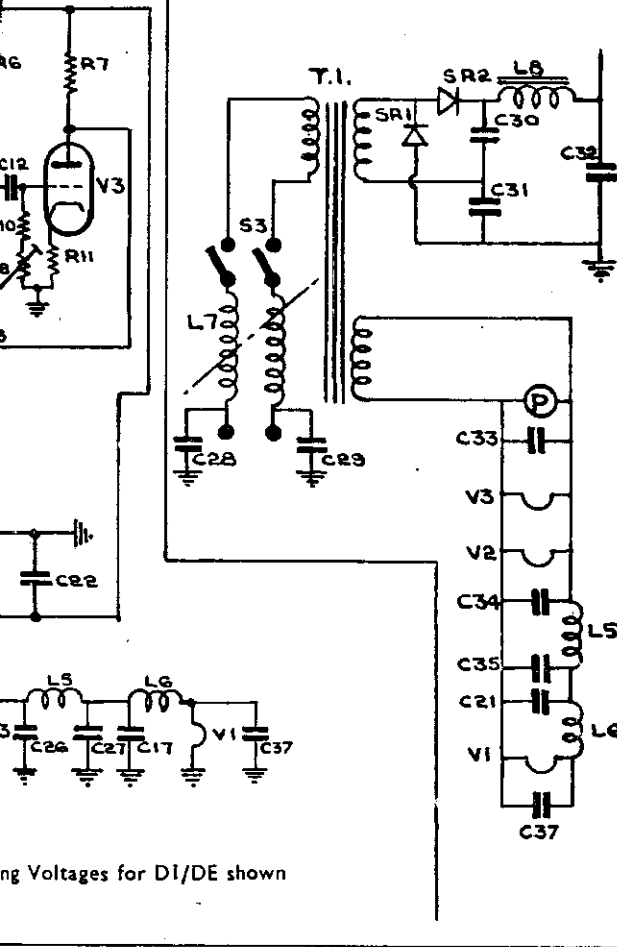 R7
T.1.
SR2
L8
SR1
C30
C32
C12
V3
C31
S3
R11
L7
P
C28
C29
C33
V3
V2
C22
C34
L5
C35
L5
L6
C21
C26
C27
C17
V1
C37
V1
C37
ng Voltages for D1/DE shown